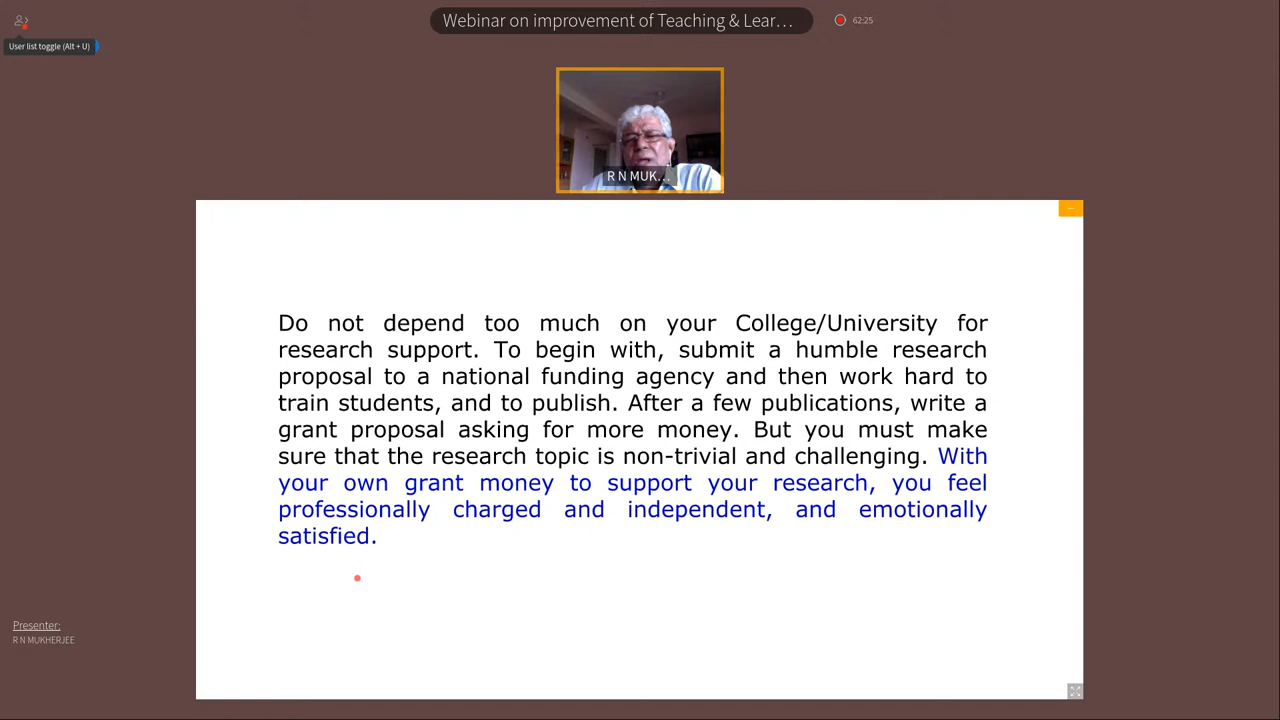 Webinar on improvement of Teaching & Lear...
62:25
User list toggle (Alt + U)
R N MUK...
Do not depend too much on your College/University for
research support. To begin with, submit a humble research
proposal to a national funding agency and then work hard to
train students, and to publish. After a few publications, write a
grant proposal asking for more money. But you must make
sure that the research topic is non-trivial and challenging. With
your own grant money to support your research, you feel
professionally charged and independent, and emotionally
satisfied.
Presenter:
R N MUKHERJEE